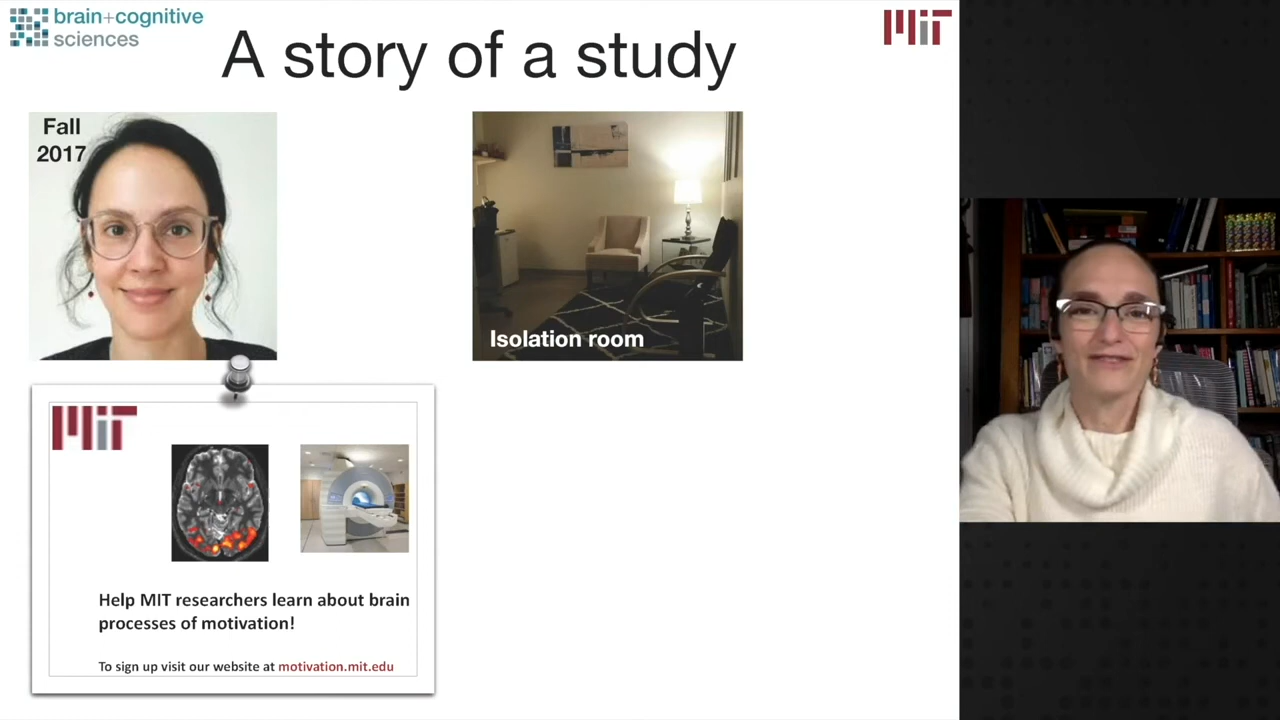 brain+cognitive
sciences
MIT
A story of a study
Fall
2017
Isolation room
MIT
Help MIT researchers learn about brain
processes of motivation!
To sign up visit our website at motivation.mit.edu